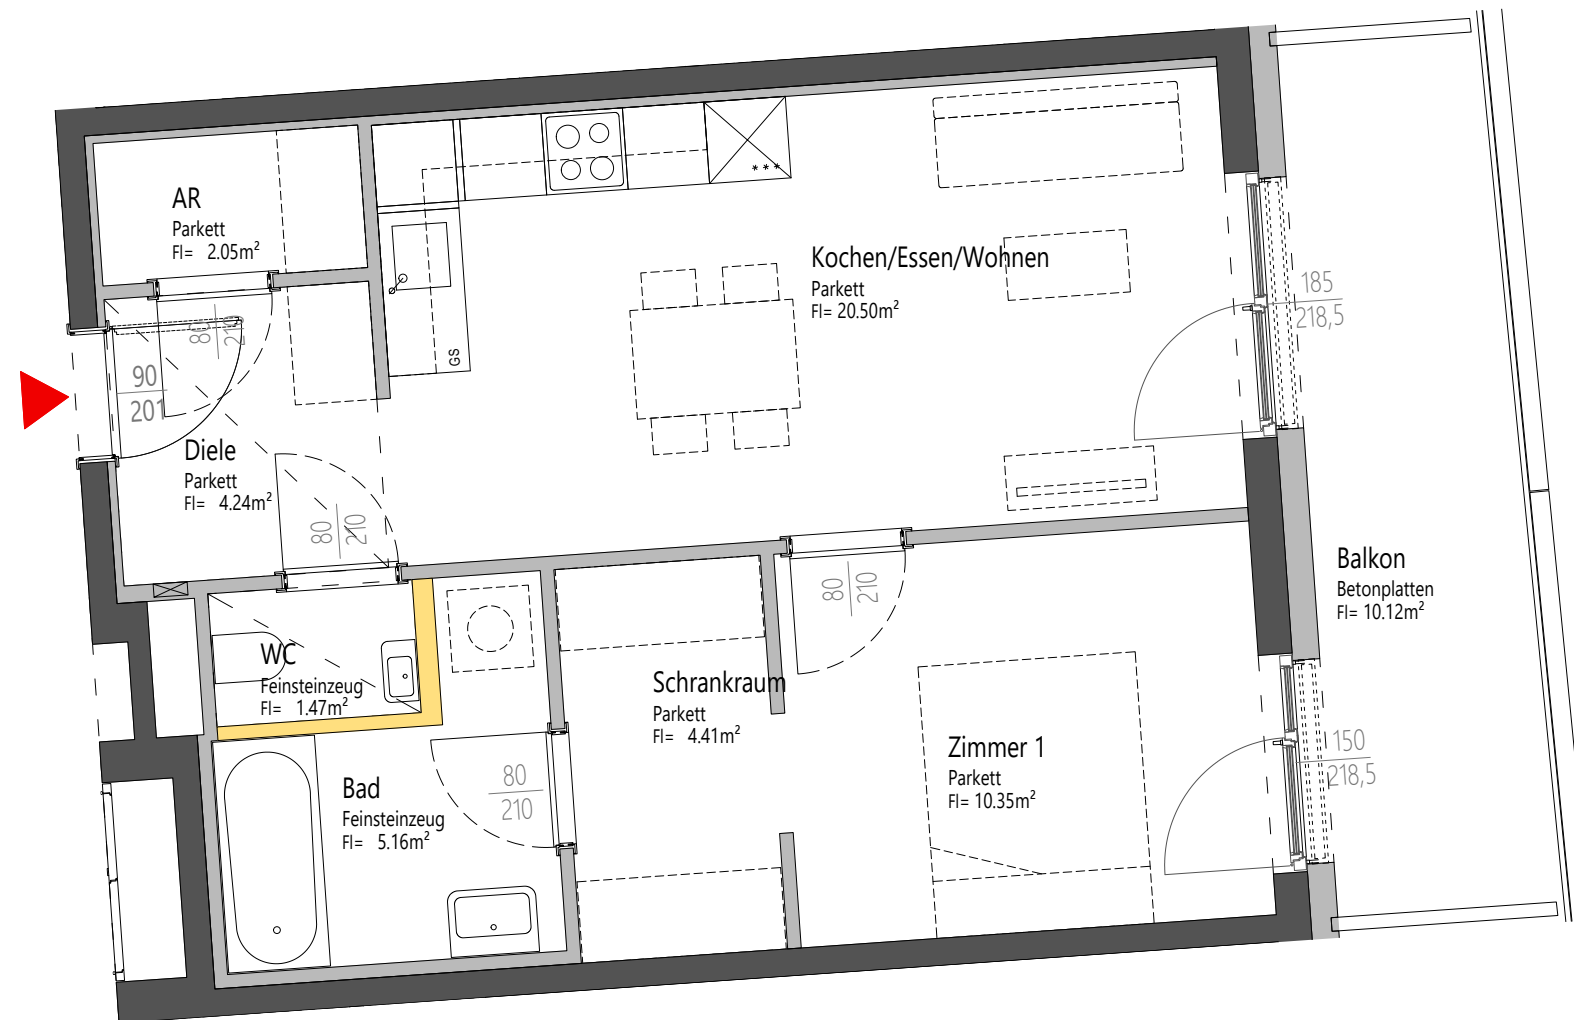 AR
Parkett
Fl= 2.05m²
80
210
90
201
Diele
Parkett
Fl= 4.24m²
80
210
GS
***
Kochen/Essen/Wohnen
Parkett
Fl= 20.50m²
185
218,5
WC
Feinsteinzeug
Fl= 1.47m²
Bad
Feinsteinzeug
Fl= 5.16m²
80
210
Schrankraum
Parkett
Fl= 4.41m²
80
210
Zimmer 1
Parkett
Fl= 10.35m²
150
218,5
Balkon
Betonplatten
Fl= 10.12m²